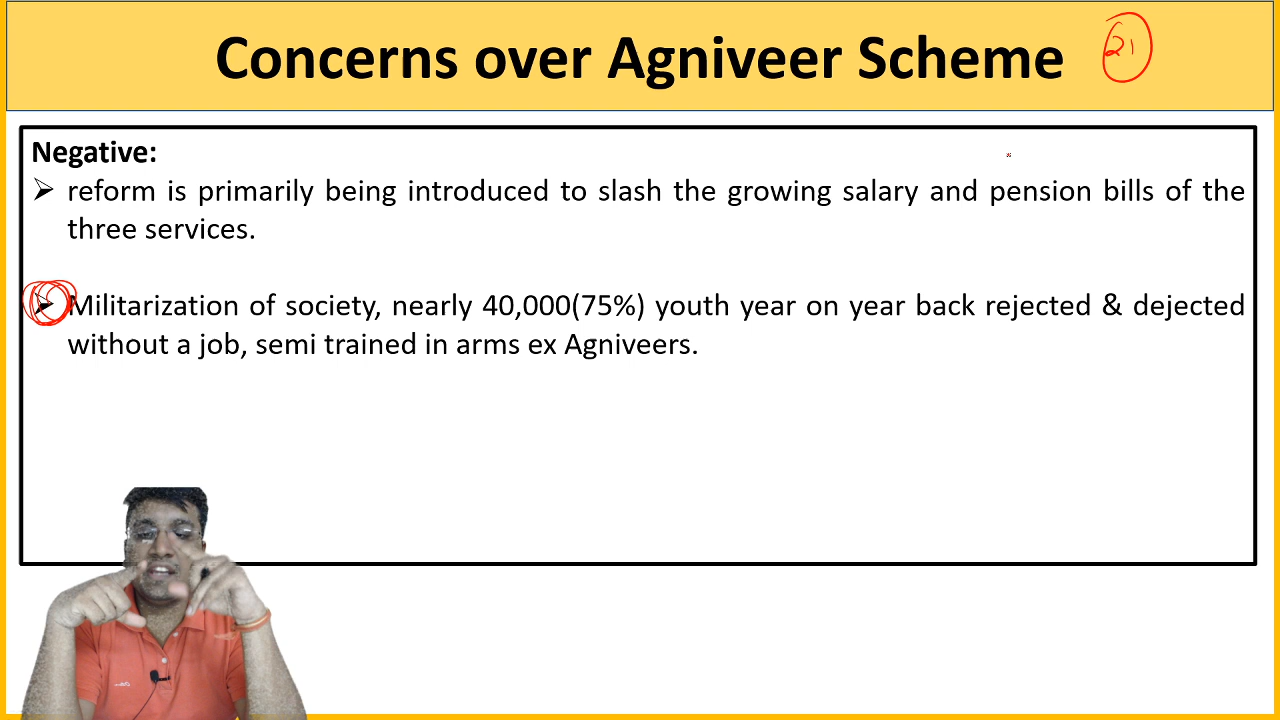 Concerns over Agniveer Scheme 21
Negative:
➢ reform is primarily being introduced to slash the growing salary and pension bills of the
three services.
➢ Militarization of society, nearly 40,000(75%) youth year on year back rejected & dejected
without a job, semi trained in arms ex Agniveers.